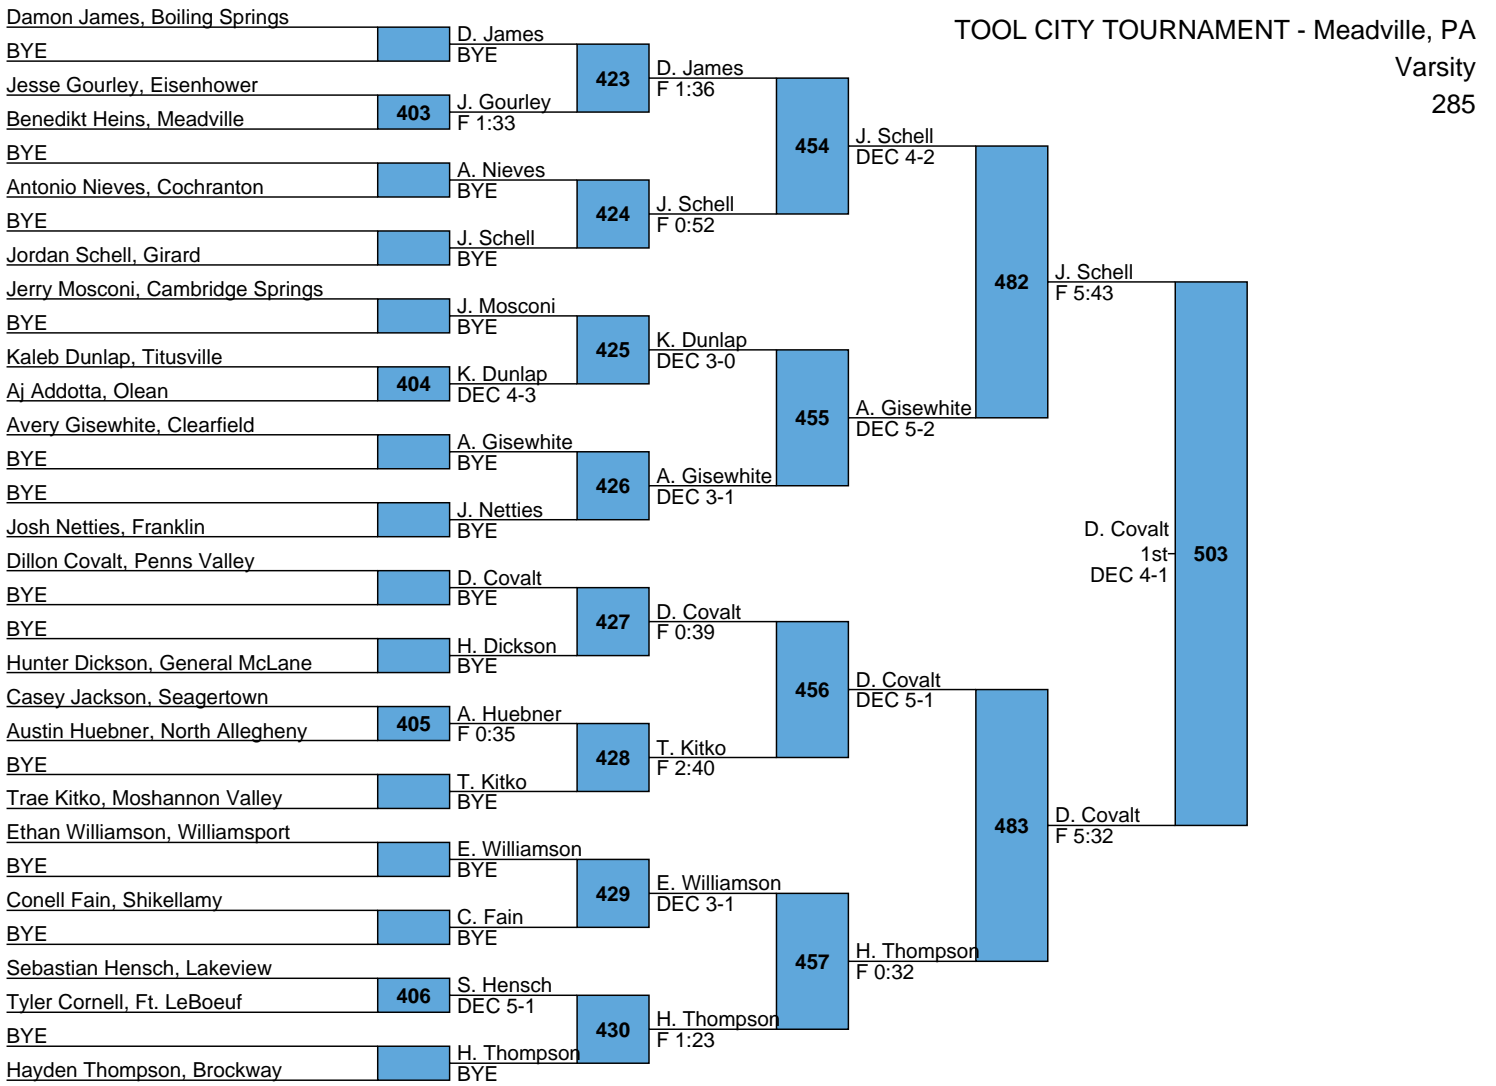 TOOL CITY TOURNAMENT - Meadville, PA
Varsity
285
Damon James, Boiling Springs
BYE
Jesse Gourley, Eisenhower
Benedikt Heins, Meadville
BYE
Antonio Nieves, Cochranton
BYE
Jordan Schell, Girard
Jerry Mosconi, Cambridge Springs
BYE
Kaleb Dunlap, Titusville
Aj Addotta, Olean
Avery Gisewhite, Clearfield
BYE
BYE
Josh Netties, Franklin
Dillon Covalt, Penns Valley
BYE
BYE
Hunter Dickson, General McLane
Casey Jackson, Seagertown
Austin Huebner, North Allegheny
BYE
Trae Kitko, Moshannon Valley
Ethan Williamson, Williamsport
BYE
Conell Fain, Shikellamy
BYE
Sebastian Hensch, Lakeview
Tyler Cornell, Ft. LeBoeuf
BYE
Hayden Thompson, Brockway
403
404
405
406
D. James
BYE
J. Gourley
F 1:33
A. Nieves
BYE
J. Schell
BYE
J. Mosconi
BYE
K. Dunlap
DEC 4-3
A. Gisewhite
BYE
J. Netties
BYE
D. Covalt
BYE
H. Dickson
BYE
A. Huebner
F 0:35
T. Kitko
BYE
E. Williamson
BYE
C. Fain
BYE
S. Hensch
DEC 5-1
H. Thompson
BYE
423
424
425
426
427
428
429
430
D. James
F 1:36
J. Schell
F 0:52
K. Dunlap
DEC 3-0
A. Gisewhite
DEC 3-1
D. Covalt
F 0:39
T. Kitko
F 2:40
E. Williamson
DEC 3-1
H. Thompson
F 1:23
454
455
456
457
J. Schell
DEC 4-2
A. Gisewhite
DEC 5-2
D. Covalt
DEC 5-1
H. Thompson
F 0:32
482
483
J. Schell
F 5:43
D. Covalt
F 5:32
D. Covalt
1st
DEC 4-1
503